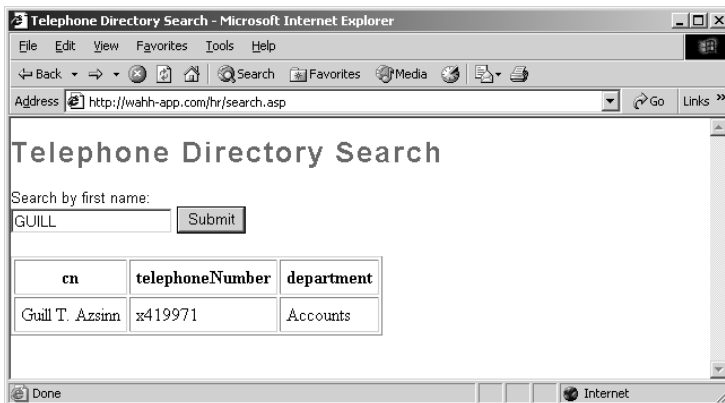 Telephone Directory Search - Microsoft Internet Explorer
File Edit View Favorites Tools Help
Back Search Favorites Media
Address http://wahh-app.com/hr/search.asp Go Links »
Telephone Directory Search
Search by first name:
GUILL Submit
cn telephoneNumber department
Guill T. Azsinn x419971 Accounts
Done Internet